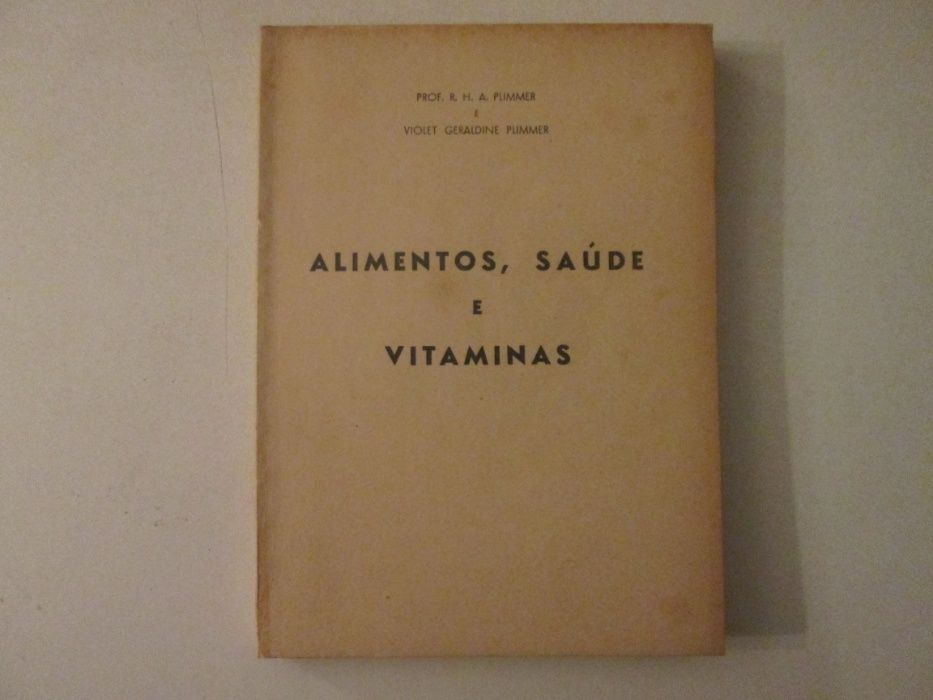 PROF. R. H. A. PLIMMER
E
VIOLET GERALDINE PLIMMER
ALIMENTOS, SAÚDE
E
VITAMINAS